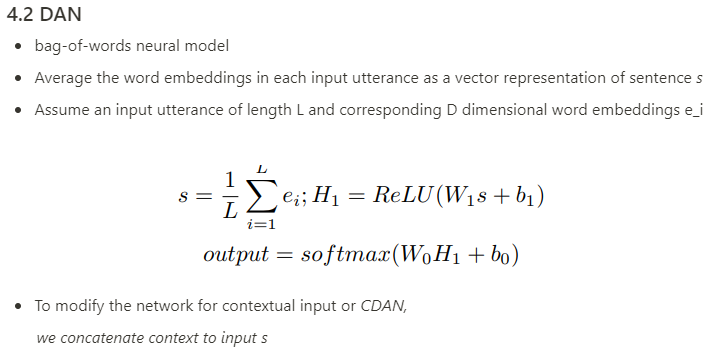 4.2 DAN
• bag-of-words neural model
• Average the word embeddings in each input utterance as a vector representation of sentence s
• Assume an input utterance of length L and corresponding D dimensional word embeddings e_i
s = \frac{1}{L} \sum_{i=1}^{L} e_i; H_1 = ReLU(W_1 s + b_1)
output = softmax(W_0 H_1 + b_0)
• To modify the network for contextual input or CDAN,
we concatenate context to input s